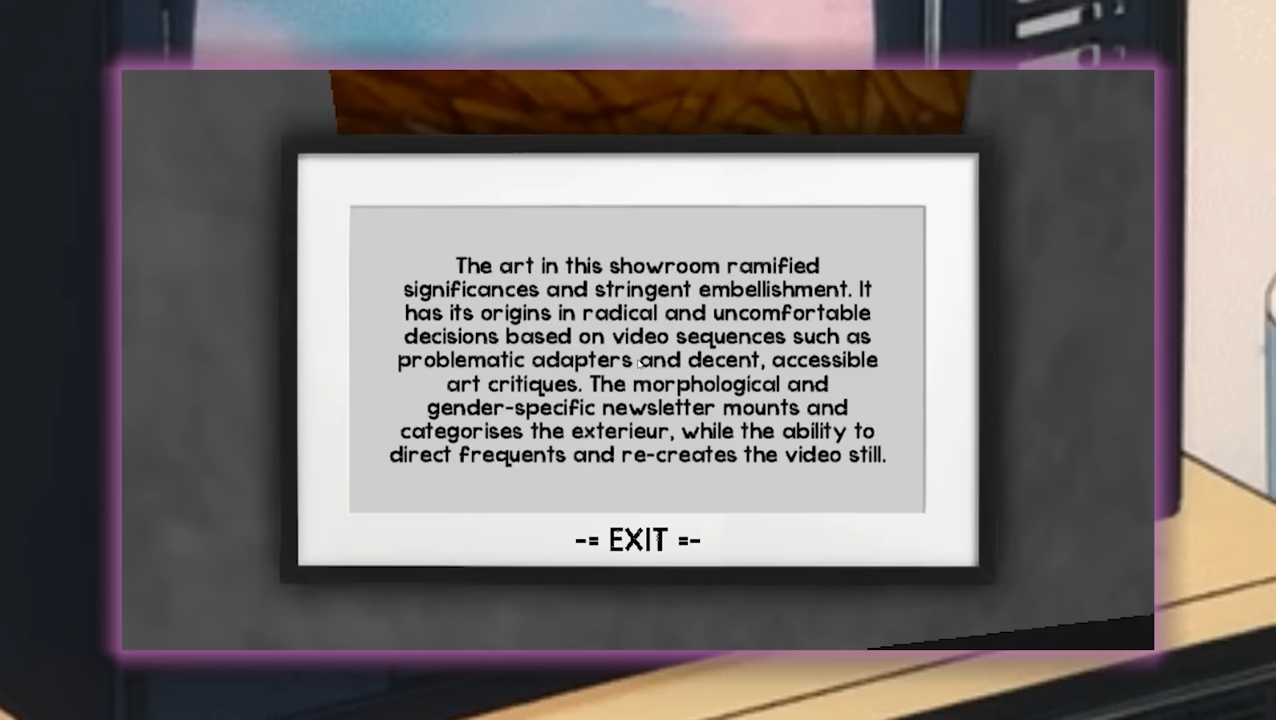 The art in this showroom ramified
significances and stringent embellishment. It
has its origins in radical and uncomfortable
decisions based on video sequences such as
problematic adapters and decent, accessible
art critiques. The morphological and
gender-specific newsletter mounts and
categorises the exterieur, while the ability to
direct frequents and re-creates the video still.
-= EXIT =-